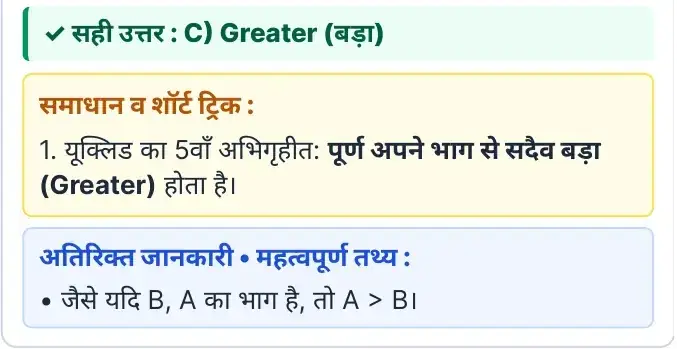 ✓ सही उत्तर : C) Greater (बड़ा)
समाधान व शॉर्ट ट्रिक :
1. यूक्लिड का 5वाँ अभिगृहीत: पूर्ण अपने भाग से सदैव बड़ा
(Greater) होता है।
अतिरिक्त जानकारी • महत्वपूर्ण तथ्य :
• जैसे यदि B, A का भाग है, तो A > B।